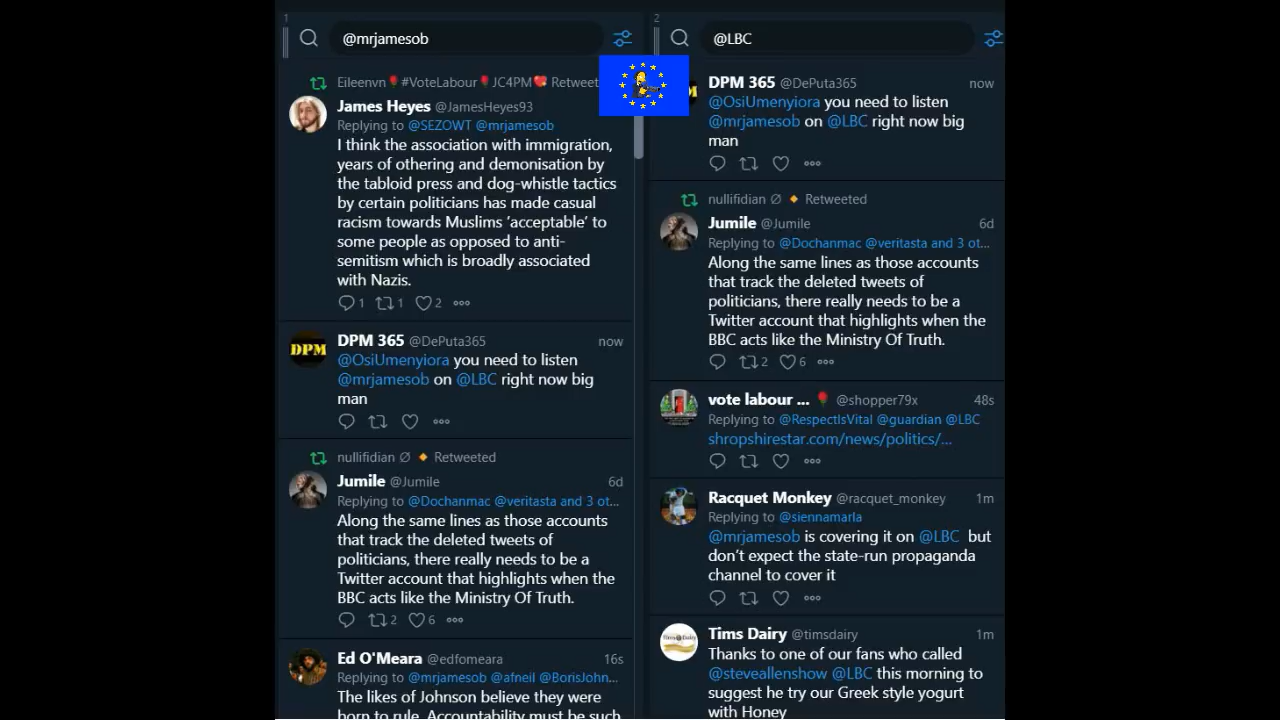 1
@mrjamesob
Eileenvn🌹#VoteLabour🌹JC4PM💖 Retweet
James Heyes @JamesHeyes93
Replying to @SEZOWT @mrjamesob
I think the association with immigration,
years of othering and demonisation by
the tabloid press and dog-whistle tactics
by certain politicians has made casual
racism towards Muslims ‘acceptable’ to
some people as opposed to anti-
semitism which is broadly associated
with Nazis.
1 1 2
DPM
DPM 365 @DePuta365 now
@OsiUmenyiora you need to listen
@mrjamesob on @LBC right now big
man
nullifidian ∅ 🔸 Retweeted
Jumile @Jumile 6d
Replying to @Dochanmac @veritasta and 3 ot...
Along the same lines as those accounts
that track the deleted tweets of
politicians, there really needs to be a
Twitter account that highlights when the
BBC acts like the Ministry Of Truth.
2 6
Ed O'Meara @edfomeara 16s
Replying to @mrjamesob @afneil @BorisJohn...
The likes of Johnson believe they were
born to rule. Accountability must be such
2
@LBC
DPM 365 @DePuta365 now
@OsiUmenyiora you need to listen
@mrjamesob on @LBC right now big
man
nullifidian ∅ 🔸 Retweeted
Jumile @Jumile 6d
Replying to @Dochanmac @veritasta and 3 ot...
Along the same lines as those accounts
that track the deleted tweets of
politicians, there really needs to be a
Twitter account that highlights when the
BBC acts like the Ministry Of Truth.
2 6
vote labour ... 🌹 @shopper79x 48s
Replying to @RespectIsVital @guardian @LBC
shropshirestar.com/news/politics/...
Racquet Monkey @racquet_monkey 1m
Replying to @siennamarla
@mrjamesob is covering it on @LBC but
don’t expect the state-run propaganda
channel to cover it
Tims Dairy
Tims Dairy @timsdairy 1m
Thanks to one of our fans who called
@steveallenshow @LBC this morning to
suggest he try our Greek style yogurt
with Honey